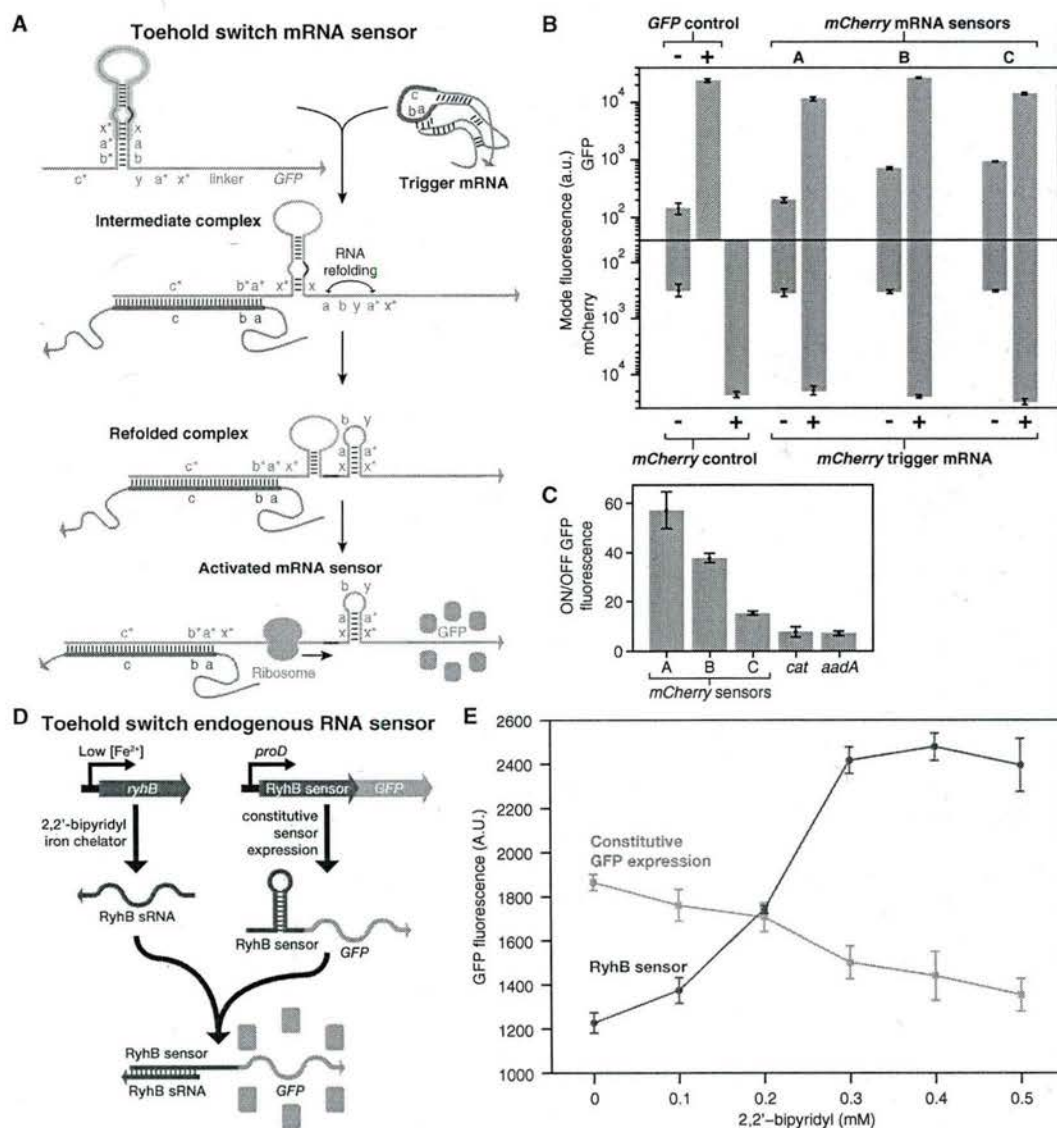 A
Toehold switch mRNA sensor
x* x
a* a
b* b
c* y a* x* linker GFP
c
b a
Trigger mRNA
Intermediate complex
RNA
refolding
c* b* a* x* x
a b y a* x*
c b a
Refolded complex
b y
a a*
c* b* a* x* x x*
c b a
Activated mRNA sensor
b y
a a*
c* b* a* x* x x*
GFP
c b a
Ribosome
B
GFP control
mCherry mRNA sensors
- + A B C
10⁴
10³
10²
10²
10³
10⁴
Mode fluorescence (a.u.)
mCherry GFP
- + - + - + - +
mCherry control
mCherry trigger mRNA
C
60
40
20
0
ON/OFF GFP
fluorescence
A B C cat aadA
mCherry sensors
D
Toehold switch endogenous RNA sensor
Low [Fe²⁺]
proD
ryhB
RyhB sensor GFP
2,2'-bipyridyl
iron chelator
constitutive
sensor
expression
RyhB sRNA
RyhB sensor
GFP
RyhB sensor
RyhB sRNA
GFP
E
2600
2400
2200
2000
1800
1600
1400
1200
1000
GFP fluorescence (A.U.)
Constitutive
GFP expression
RyhB sensor
0 0.1 0.2 0.3 0.4 0.5
2,2'–bipyridyl (mM)